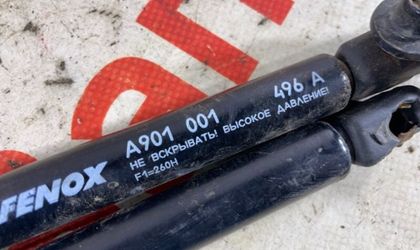 FENOX
A901 001 496 A
НЕ ВСКРЫВАТЬ! ВЫСОКОЕ ДАВЛЕНИЕ!
F1=260H